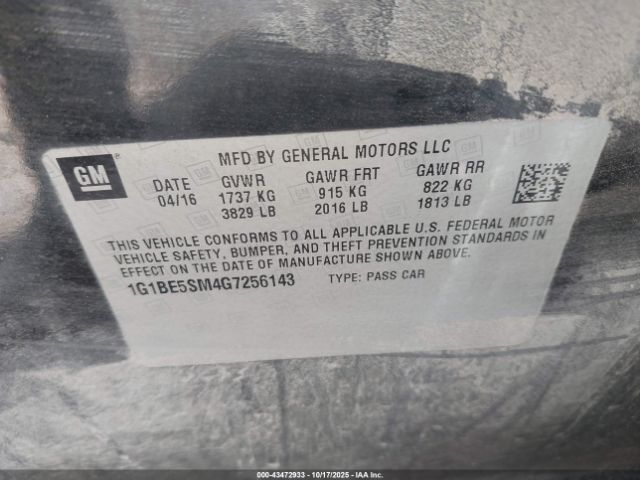 GM
MFD BY GENERAL MOTORS LLC
DATE GVWR GAWR FRT GAWR RR
04/16 1737 KG 915 KG 822 KG
3829 LB 2016 LB 1813 LB
THIS VEHICLE CONFORMS TO ALL APPLICABLE U.S. FEDERAL MOTOR
VEHICLE SAFETY, BUMPER, AND THEFT PREVENTION STANDARDS IN
EFFECT ON THE DATE OF MANUFACTURE SHOWN ABOVE.
1G1BE5SM4G7256143 TYPE: PASS CAR
000-43472933 | 10/17/2025 | IAA Inc.